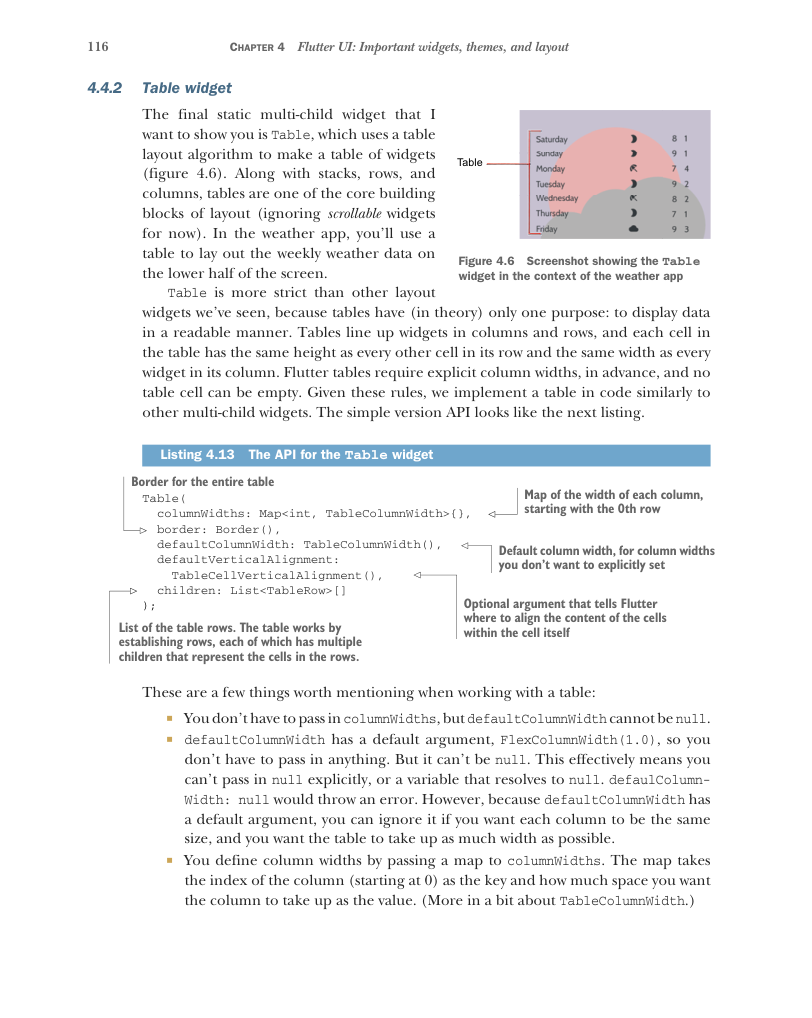 116
CHAPTER 4 Flutter UI: Important widgets, themes, and layout
4.4.2 Table widget
The final static multi-child widget that I
want to show you is Table, which uses a table
layout algorithm to make a table of widgets
(figure 4.6). Along with stacks, rows, and
columns, tables are one of the core building
blocks of layout (ignoring scrollable widgets
for now). In the weather app, you'll use a
table to lay out the weekly weather data on
the lower half of the screen.
Table
Saturday 8 1
Sunday 9 1
Monday 7 4
Tuesday 9 2
Wednesday 8 2
Thursday 7 1
Friday 9 3
Figure 4.6 Screenshot showing the Table
widget in the context of the weather app
Table is more strict than other layout
widgets we've seen, because tables have (in theory) only one purpose: to display data
in a readable manner. Tables line up widgets in columns and rows, and each cell in
the table has the same height as every other cell in its row and the same width as every
widget in its column. Flutter tables require explicit column widths, in advance, and no
table cell can be empty. Given these rules, we implement a table in code similarly to
other multi-child widgets. The simple version API looks like the next listing.
Listing 4.13 The API for the Table widget
Border for the entire table
Table(
columnWidths: Map<int, TableColumnWidth>{},
border: Border(),
defaultColumnWidth: TableColumnWidth(),
defaultVerticalAlignment:
TableCellVerticalAlignment(),
children: List<TableRow>[]
);
Map of the width of each column,
starting with the 0th row
Default column width, for column widths
you don't want to explicitly set
Optional argument that tells Flutter
where to align the content of the cells
within the cell itself
List of the table rows. The table works by
establishing rows, each of which has multiple
children that represent the cells in the rows.
These are a few things worth mentioning when working with a table:
■ You don't have to pass in columnWidths, but defaultColumnWidth cannot be null.
■ defaultColumnWidth has a default argument, FlexColumnWidth(1.0), so you
don't have to pass in anything. But it can't be null. This effectively means you
can't pass in null explicitly, or a variable that resolves to null. defaulColumn-
Width: null would throw an error. However, because defaultColumnWidth has
a default argument, you can ignore it if you want each column to be the same
size, and you want the table to take up as much width as possible.
■ You define column widths by passing a map to columnWidths. The map takes
the index of the column (starting at 0) as the key and how much space you want
the column to take up as the value. (More in a bit about TableColumnWidth.)